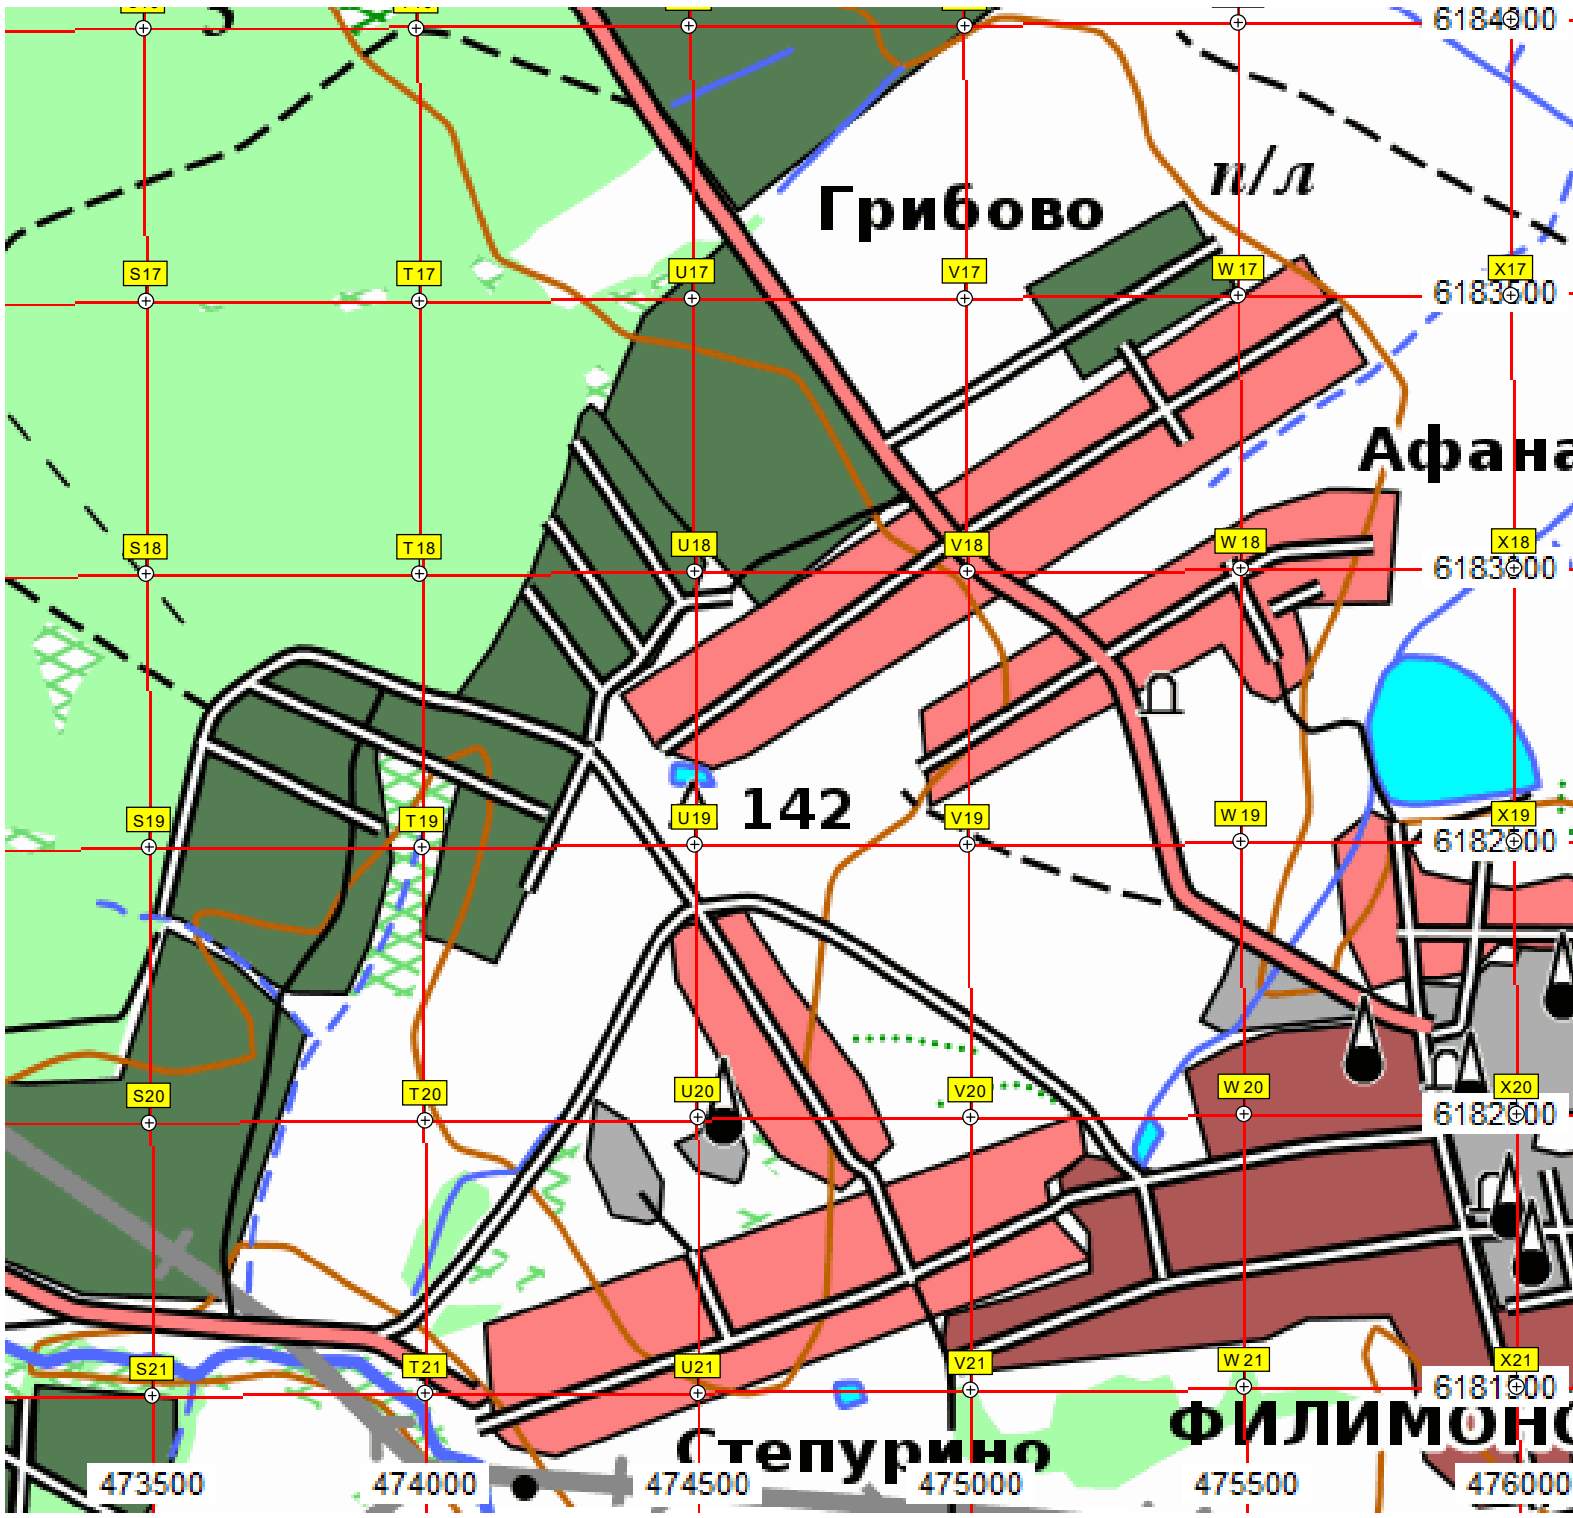 6184000
п/л
Грибово
S17 T17 U17 V17 W17 X17
6183500
Афана
S18 T18 U18 V18 W18 X18
6183000
142
S19 T19 U19 V19 W19 X19
S20 T20 U20 V20 W20 X20
6182000
S21 T21 U21 V21 W21 X21
ФИЛИМОНО
Степурино
473500 474000 474500 475000 475500 476000